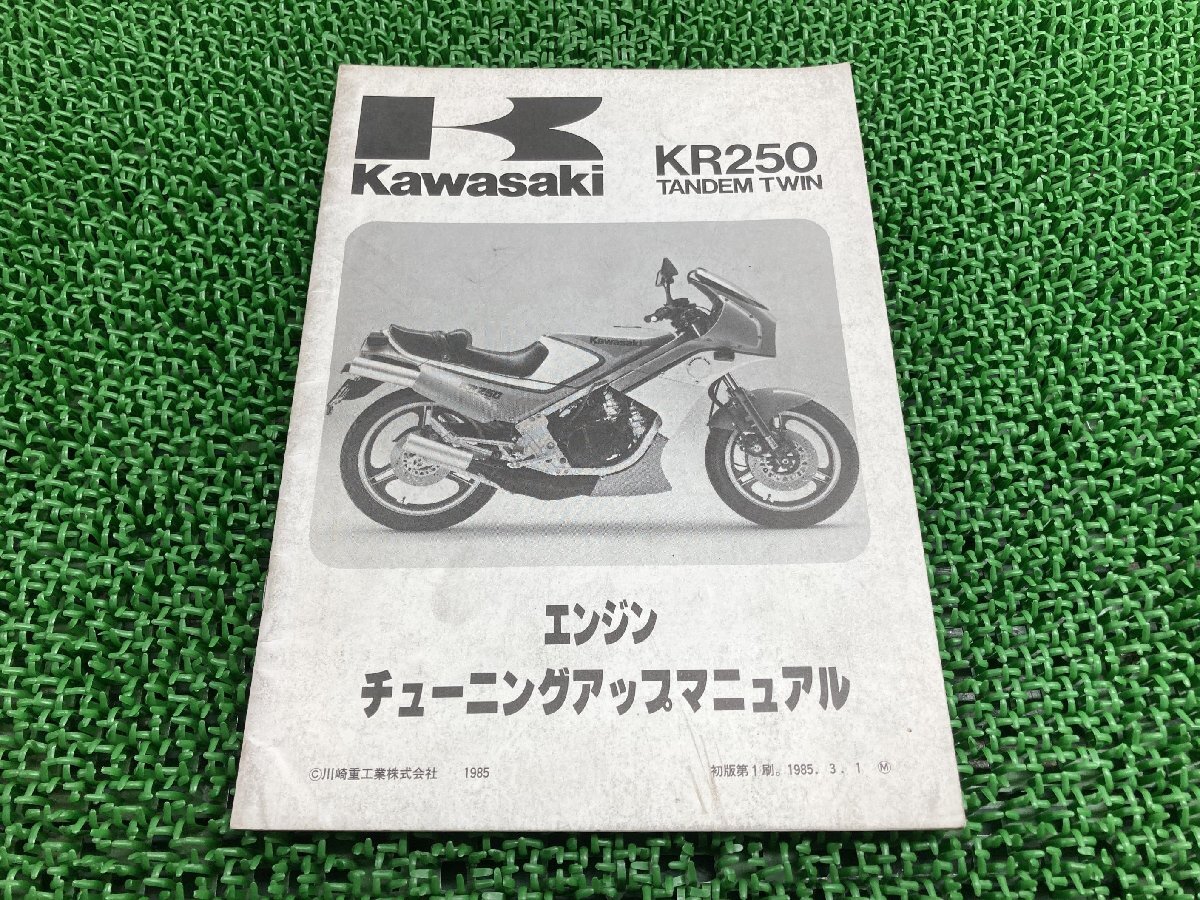 Kawasaki
KR250
TANDEM TWIN
Kawasaki
250
エンジン
チューニングアップマニュアル
©川崎重工業株式会社 1985
初版第1刷。1985. 3. 1 Ⓜ